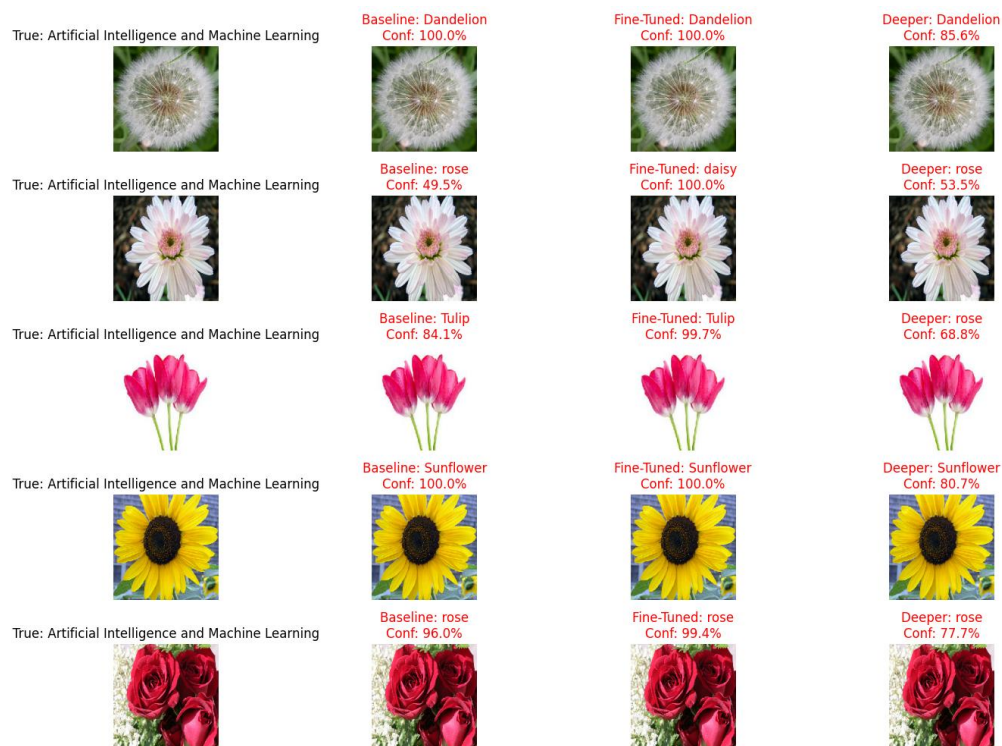 Baseline: Dandelion
Fine-Tuned: Dandelion
Deeper: Dandelion
True: Artificial Intelligence and Machine Learning
Conf: 100.0%
Conf: 100.0%
Conf: 85.6%
Baseline: rose
Fine-Tuned: daisy
Deeper: rose
True: Artificial Intelligence and Machine Learning
Conf: 49.5%
Conf: 100.0%
Conf: 53.5%
Baseline: Tulip
Fine-Tuned: Tulip
Deeper: rose
True: Artificial Intelligence and Machine Learning
Conf: 84.1%
Conf: 99.7%
Conf: 68.8%
Baseline: Sunflower
Fine-Tuned: Sunflower
Deeper: Sunflower
True: Artificial Intelligence and Machine Learning
Conf: 100.0%
Conf: 100.0%
Conf: 80.7%
Baseline: rose
Fine-Tuned: rose
Deeper: rose
True: Artificial Intelligence and Machine Learning
Conf: 96.0%
Conf: 99.4%
Conf: 77.7%